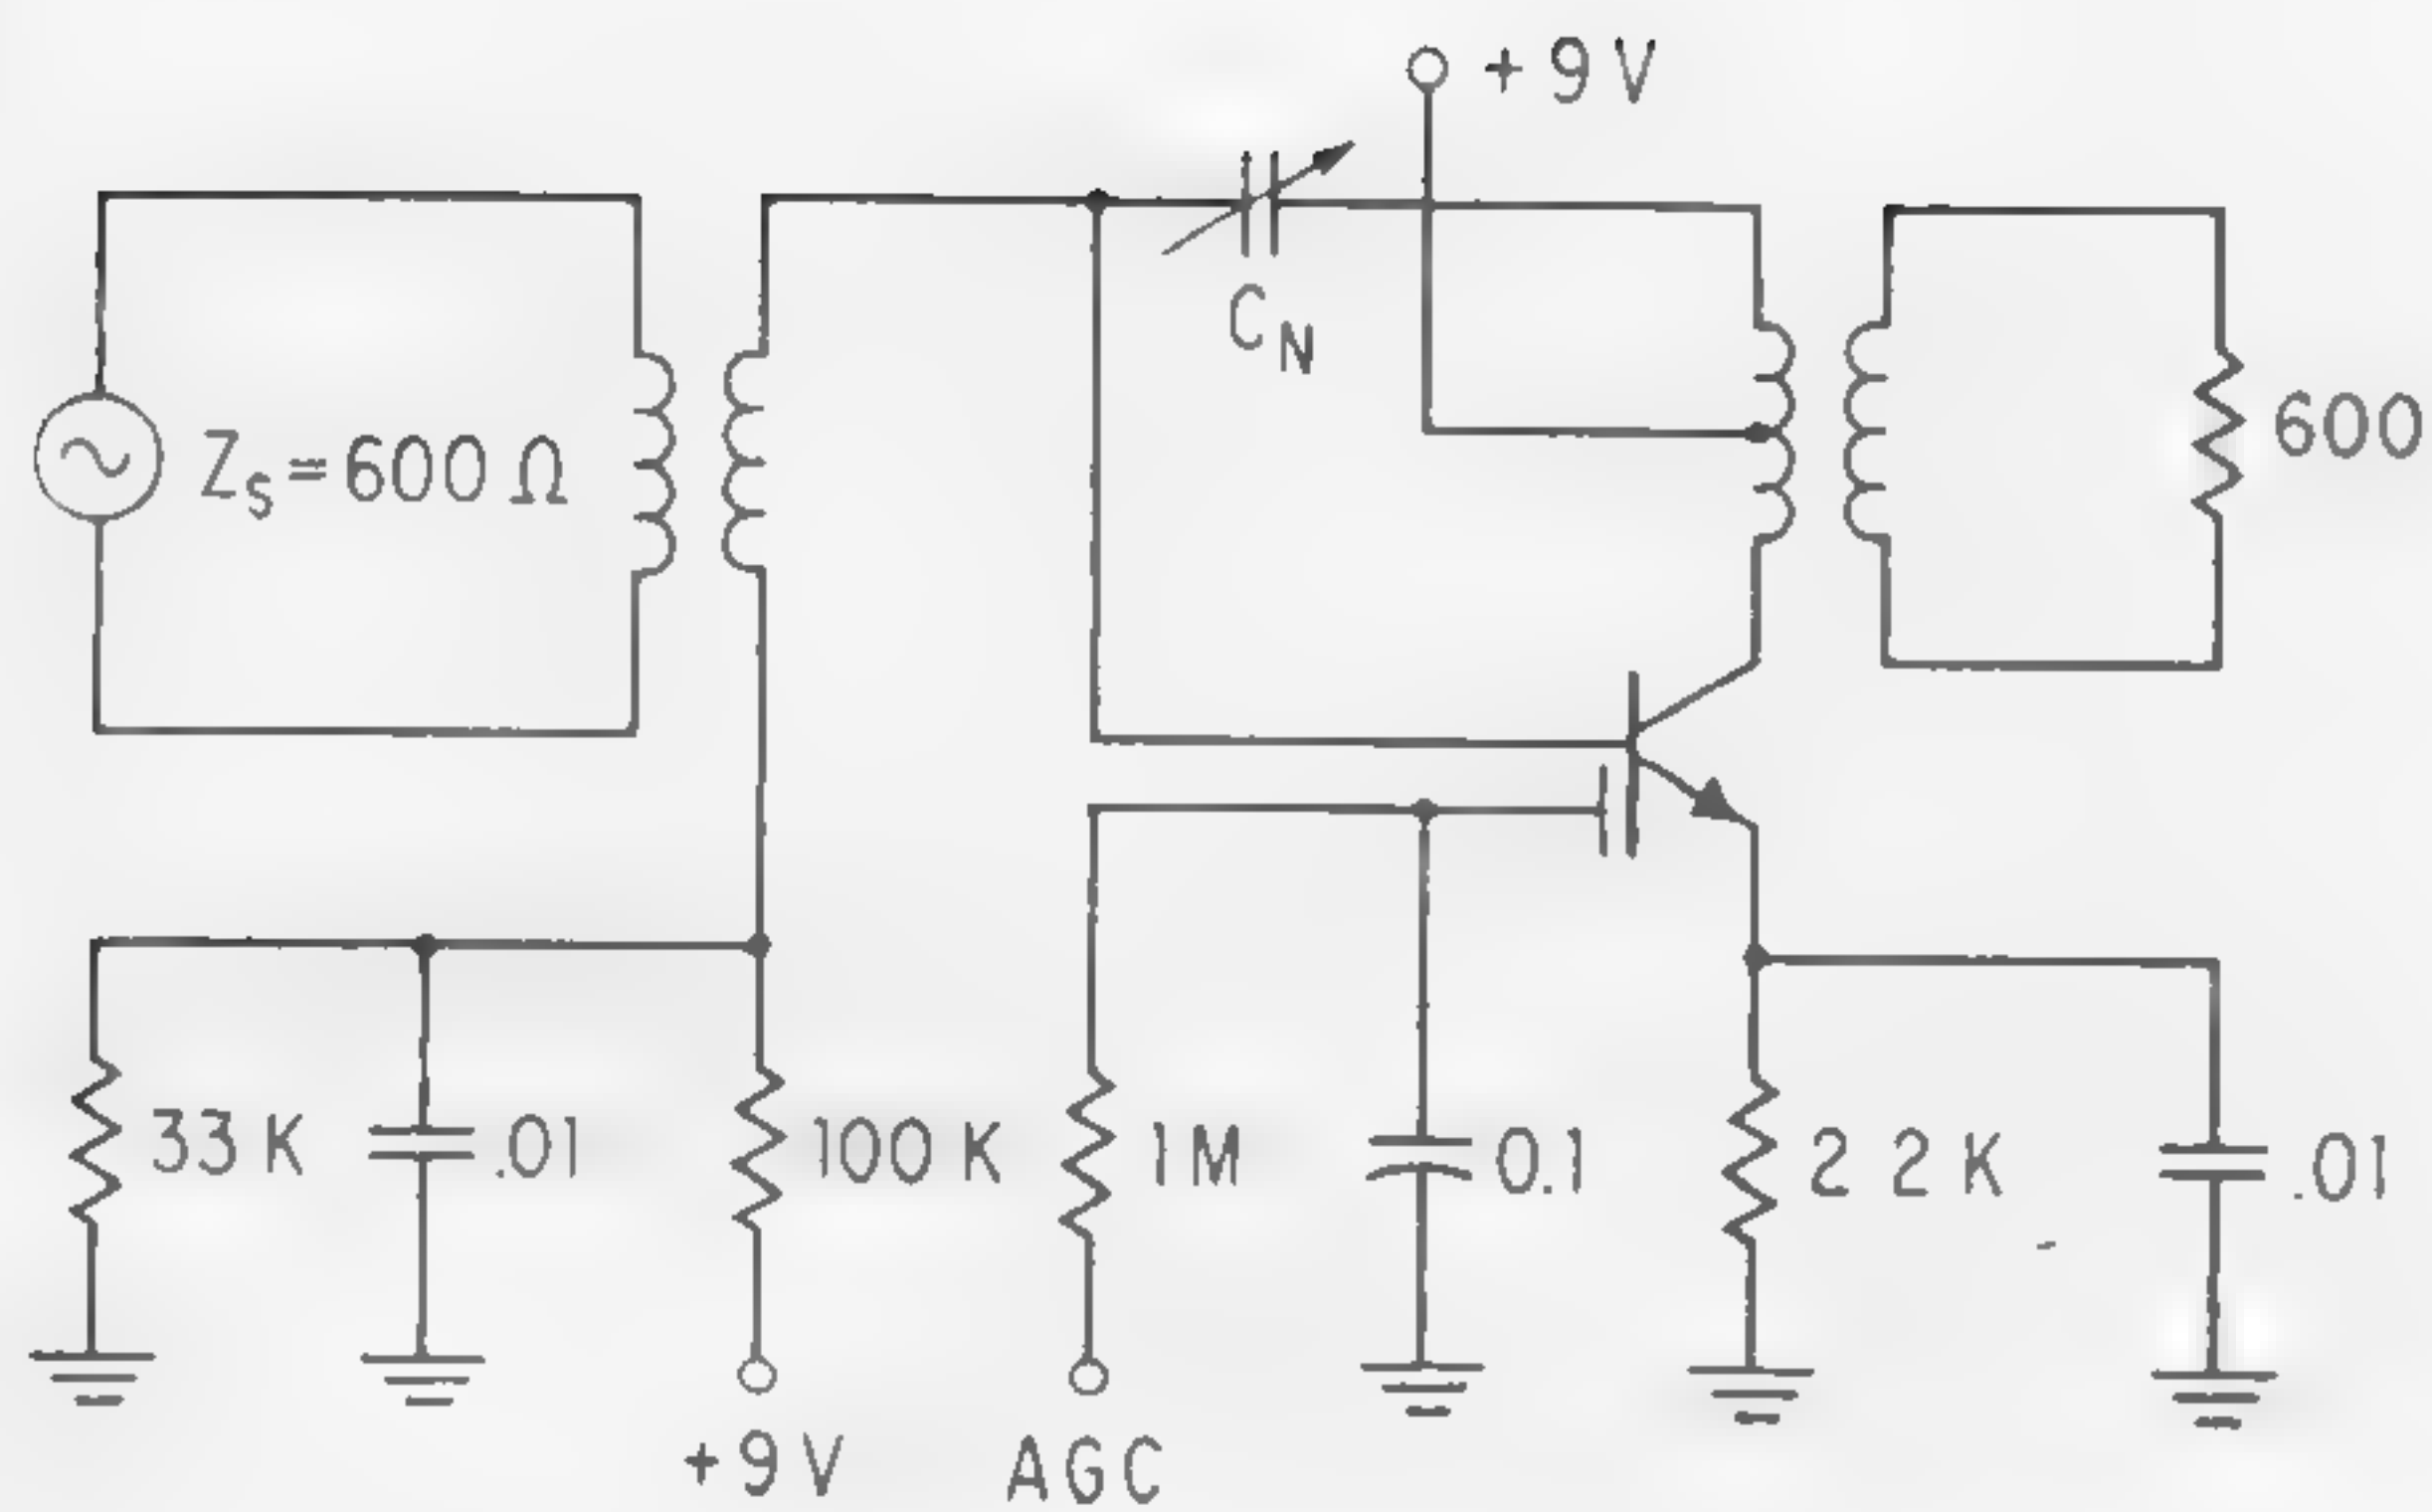 +9V
C_N
Z_S=600 Ω
600
33K
.01
100K
1M
0.1
2 2K
.01
+9V
AGC